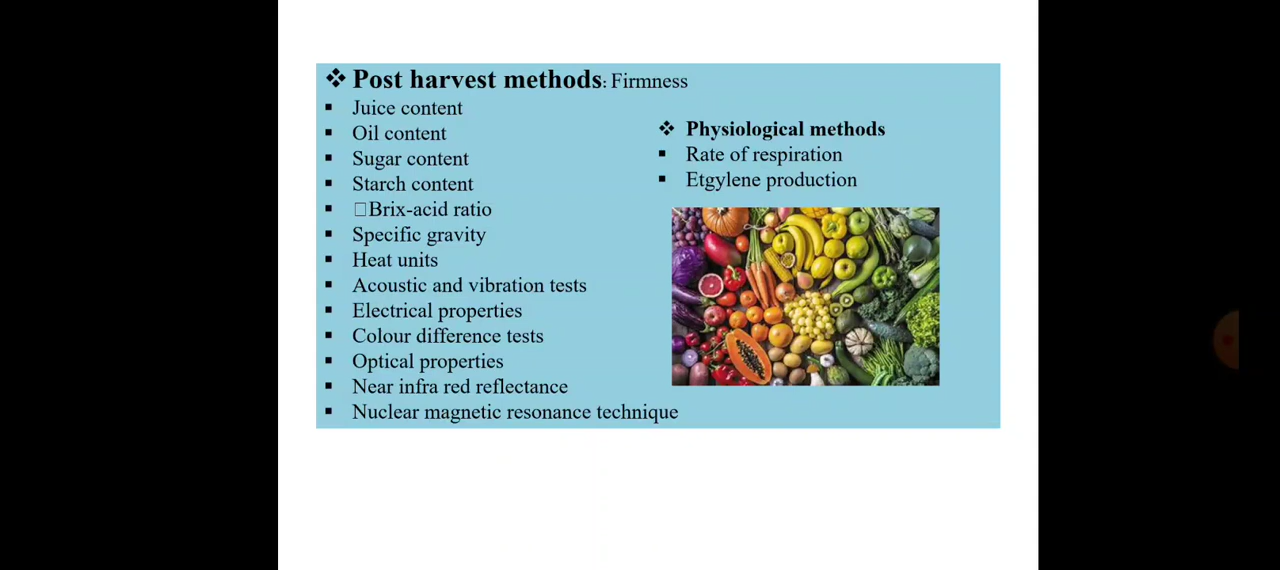 ❖ Post harvest methods: Firmness
▪ Juice content
▪ Oil content
▪ Sugar content
▪ Starch content
▪ □Brix-acid ratio
▪ Specific gravity
▪ Heat units
▪ Acoustic and vibration tests
▪ Electrical properties
▪ Colour difference tests
▪ Optical properties
▪ Near infra red reflectance
▪ Nuclear magnetic resonance technique
❖ Physiological methods
▪ Rate of respiration
▪ Etgylene production